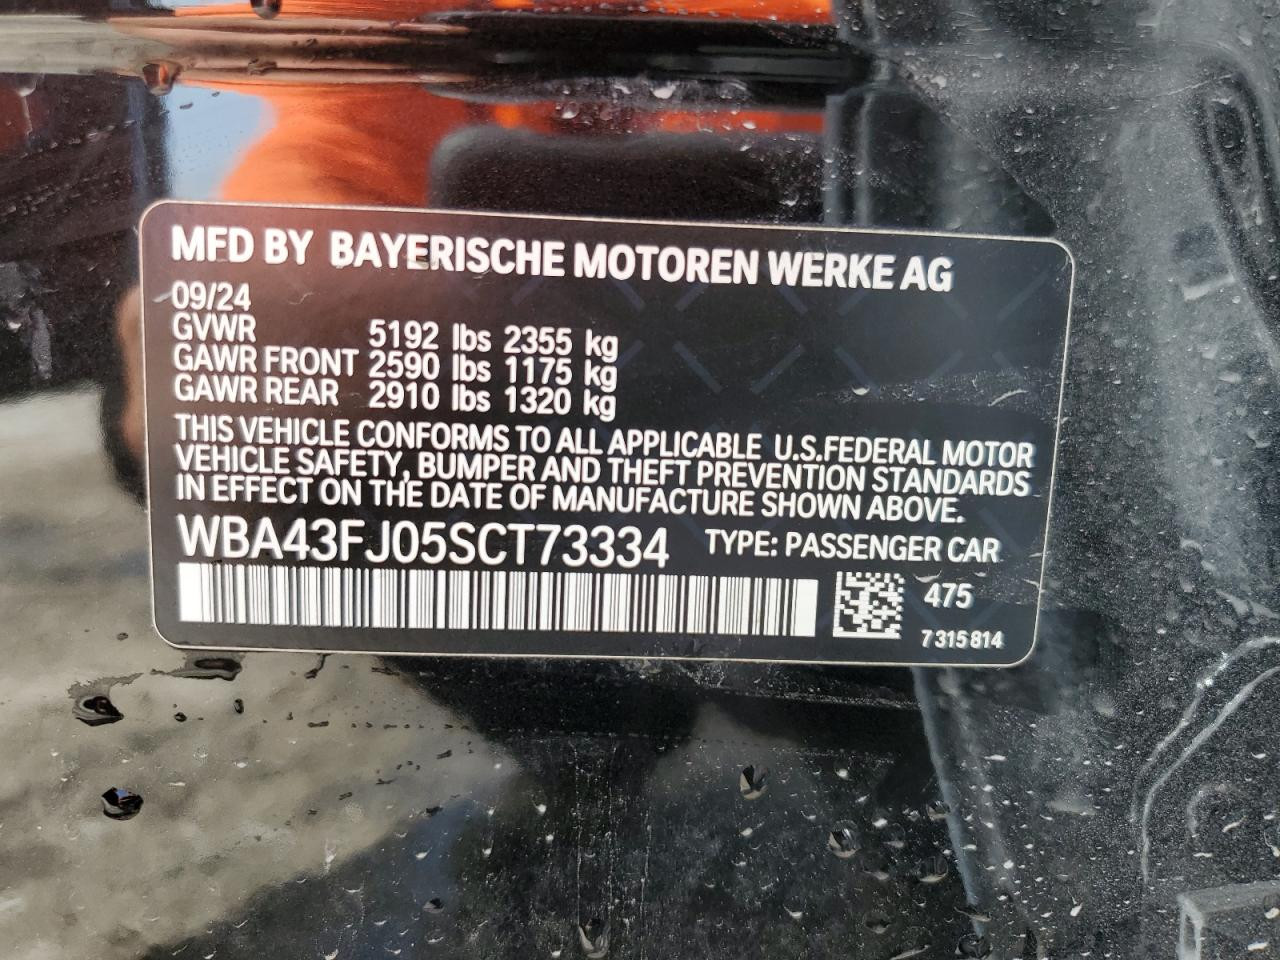 MFD BY BAYERISCHE MOTOREN WERKE AG
09/24
GVWR 5192 lbs 2355 kg
GAWR FRONT 2590 lbs 1175 kg
GAWR REAR 2910 lbs 1320 kg
THIS VEHICLE CONFORMS TO ALL APPLICABLE U.S.FEDERAL MOTOR
VEHICLE SAFETY, BUMPER AND THEFT PREVENTION STANDARDS
IN EFFECT ON THE DATE OF MANUFACTURE SHOWN ABOVE.
WBA43FJ05SCT73334 TYPE: PASSENGER CAR
475
7 315 814